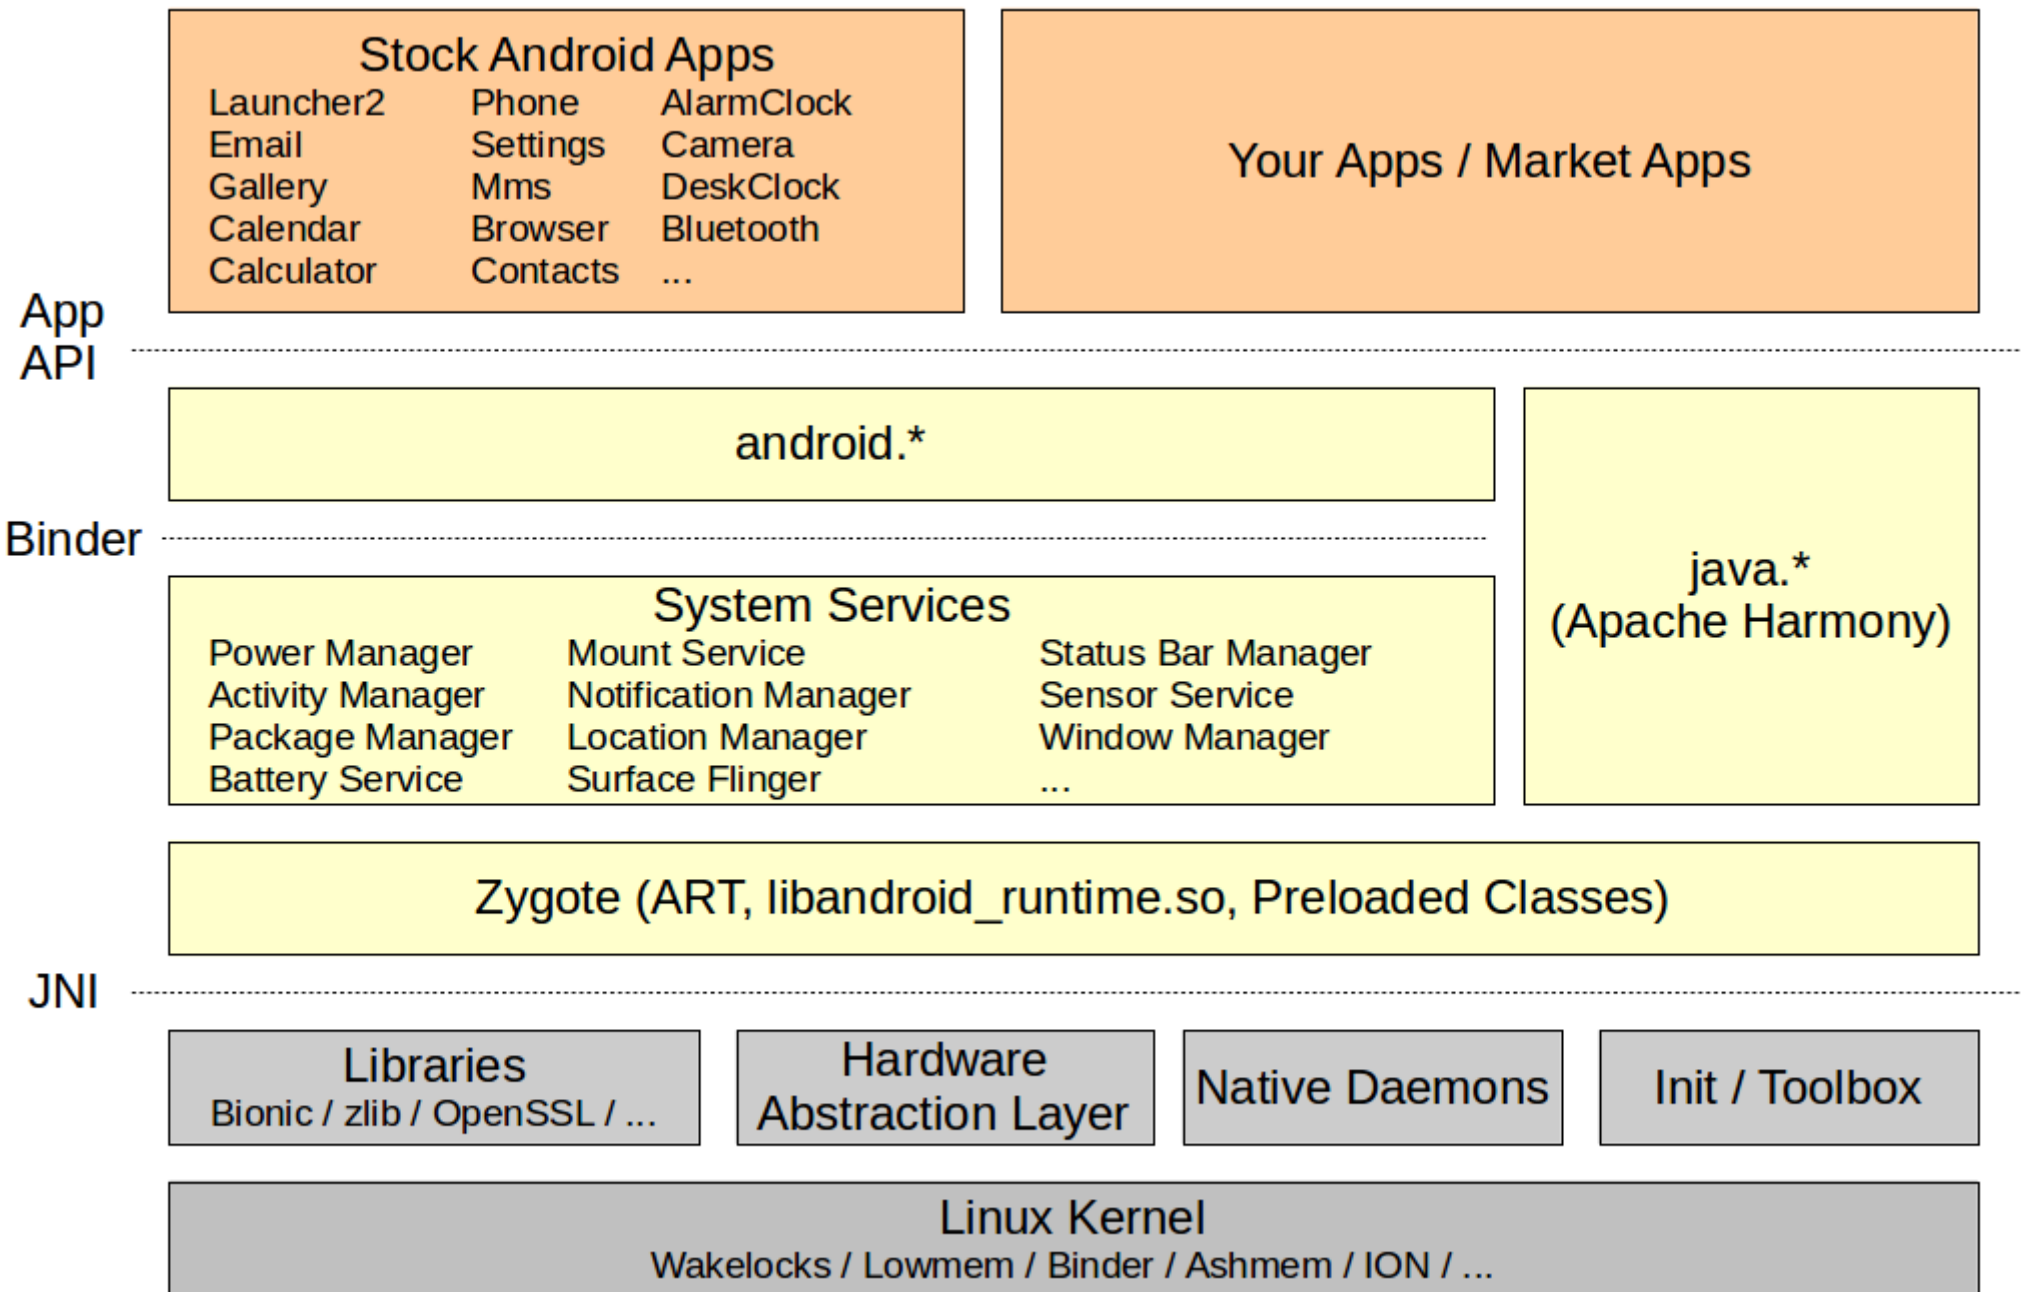 Stock Android Apps
Launcher2 Phone AlarmClock
Email Settings Camera
Gallery Mms DeskClock
Calendar Browser Bluetooth
Calculator Contacts ...
Your Apps / Market Apps
App
API
android.*
Binder
java.*
(Apache Harmony)
System Services
Power Manager Mount Service Status Bar Manager
Activity Manager Notification Manager Sensor Service
Package Manager Location Manager Window Manager
Battery Service Surface Flinger ...
Zygote (ART, libandroid_runtime.so, Preloaded Classes)
JNI
Libraries
Bionic / zlib / OpenSSL / ...
Hardware
Abstraction Layer
Native Daemons
Init / Toolbox
Linux Kernel
Wakelocks / Lowmem / Binder / Ashmem / ION / ...